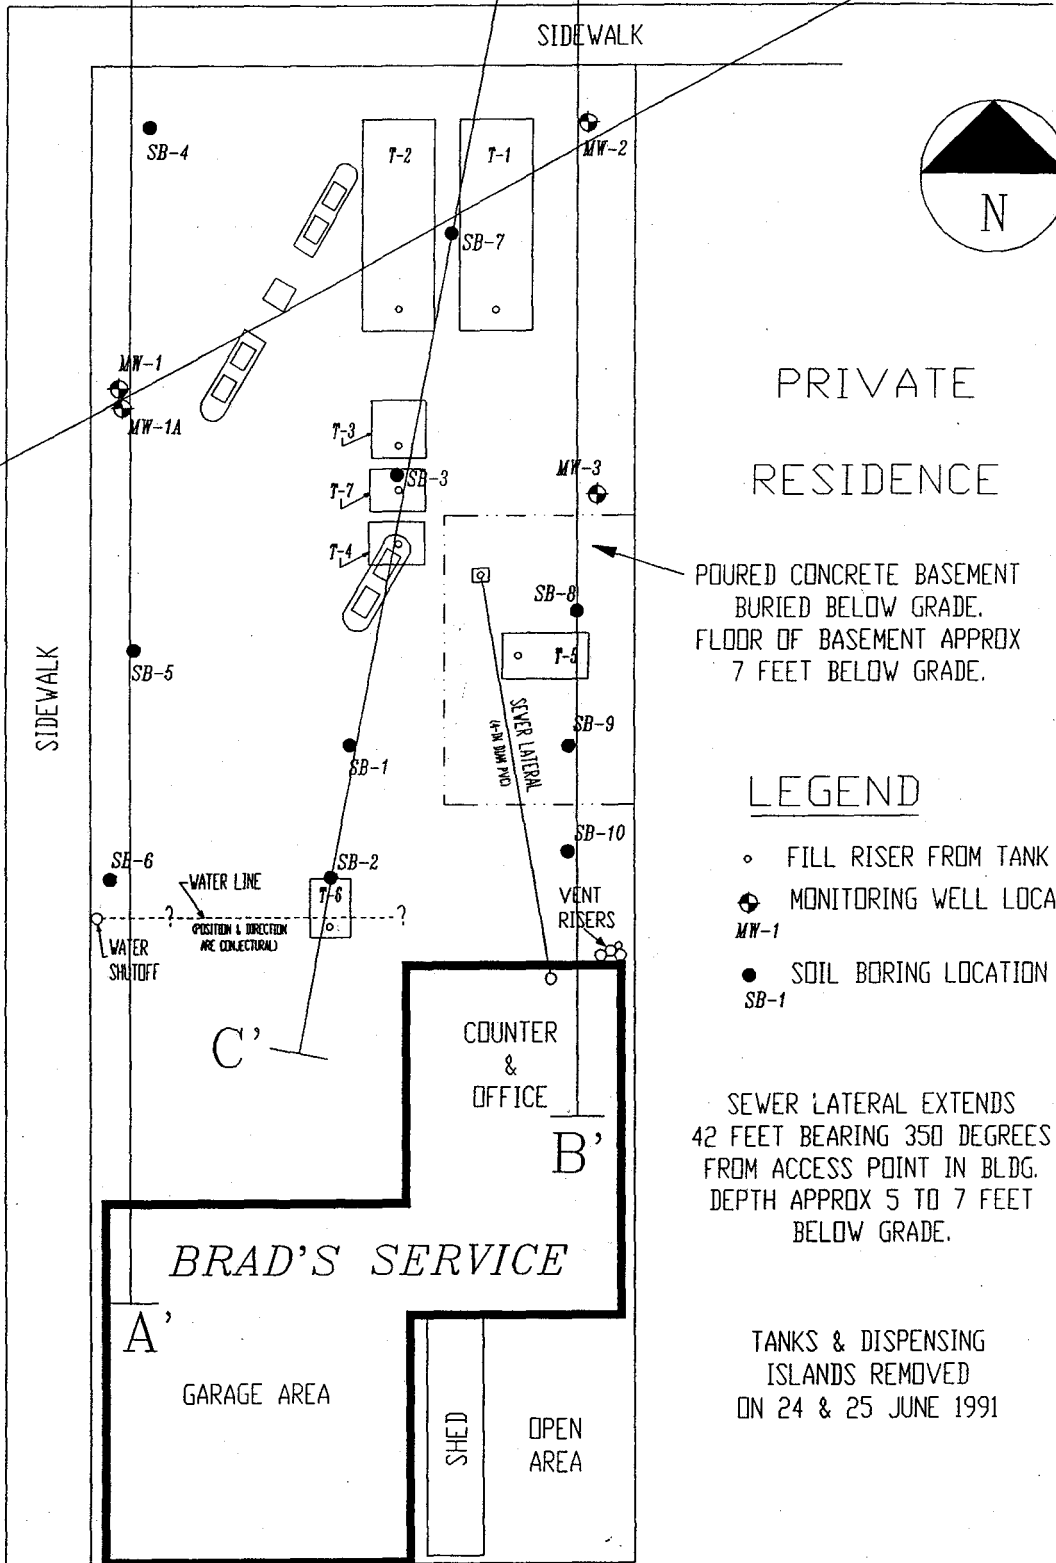 SIDEWALK
SB-4
T-2
T-1
MW-2
N
SB-7
MW-1
MW-1A
PRIVATE
RESIDENCE
T-3
SB-3
MW-3
T-7
T-4
POURED CONCRETE BASEMENT
BURIED BELOW GRADE.
FLOOR OF BASEMENT APPROX
7 FEET BELOW GRADE.
SB-8
T-5
SB-5
SIDEWALK
SEWER LATERAL
(4-IN DIAM PVC)
SB-1
SB-9
LEGEND
SB-10
FILL RISER FROM TANK
MONITORING WELL LOCA
MW-1
SOIL BORING LOCATION
SB-1
SB-6
SB-2
T-6
WATER LINE
? ?
(POSITION & DIRECTION
ARE CONJECTURAL)
WATER
SHUTOFF
VENT
RISERS
C'
COUNTER
&
OFFICE
B'
SEWER LATERAL EXTENDS
42 FEET BEARING 350 DEGREES
FROM ACCESS POINT IN BLDG.
DEPTH APPROX 5 TO 7 FEET
BELOW GRADE.
BRAD'S SERVICE
A'
GARAGE AREA
SHED
OPEN
AREA
TANKS & DISPENSING
ISLANDS REMOVED
ON 24 & 25 JUNE 1991